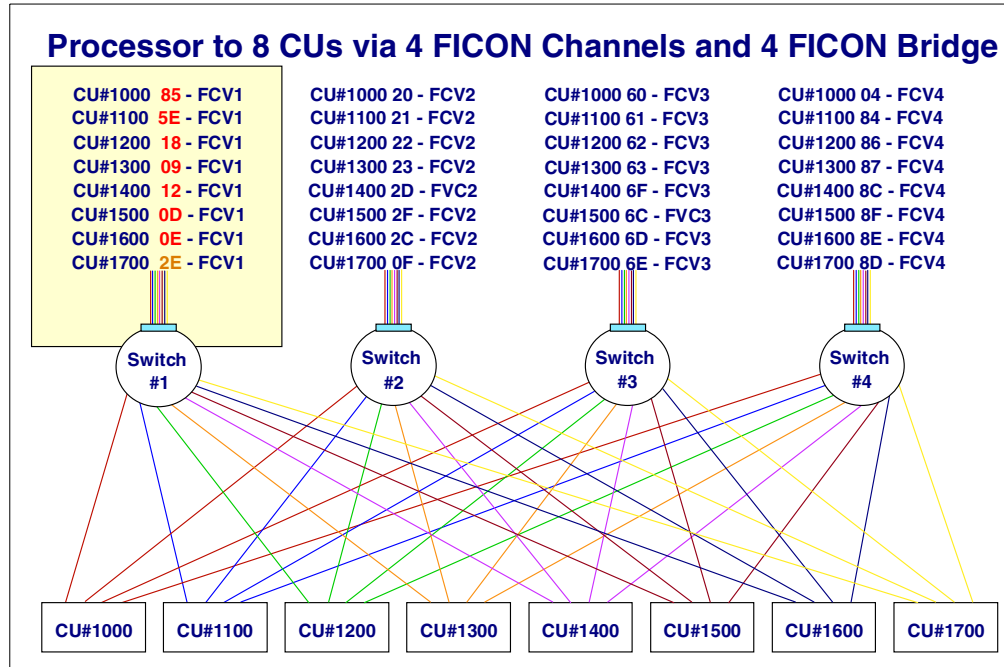 Processor to 8 CUs via 4 FICON Channels and 4 FICON Bridge
CU#1000 85 - FCV1
CU#1100 5E - FCV1
CU#1200 18 - FCV1
CU#1300 09 - FCV1
CU#1400 12 - FCV1
CU#1500 0D - FCV1
CU#1600 0E - FCV1
CU#1700 2E - FCV1
CU#1000 20 - FCV2
CU#1100 21 - FCV2
CU#1200 22 - FCV2
CU#1300 23 - FCV2
CU#1400 2D - FVC2
CU#1500 2F - FCV2
CU#1600 2C - FCV2
CU#1700 0F - FCV2
CU#1000 60 - FCV3
CU#1100 61 - FCV3
CU#1200 62 - FCV3
CU#1300 63 - FCV3
CU#1400 6F - FCV3
CU#1500 6C - FVC3
CU#1600 6D - FCV3
CU#1700 6E - FCV3
CU#1000 04 - FCV4
CU#1100 84 - FCV4
CU#1200 86 - FCV4
CU#1300 87 - FCV4
CU#1400 8C - FCV4
CU#1500 8F - FCV4
CU#1600 8E - FCV4
CU#1700 8D - FCV4
Switch
#1
Switch
#2
Switch
#3
Switch
#4
CU#1000
CU#1100
CU#1200
CU#1300
CU#1400
CU#1500
CU#1600
CU#1700